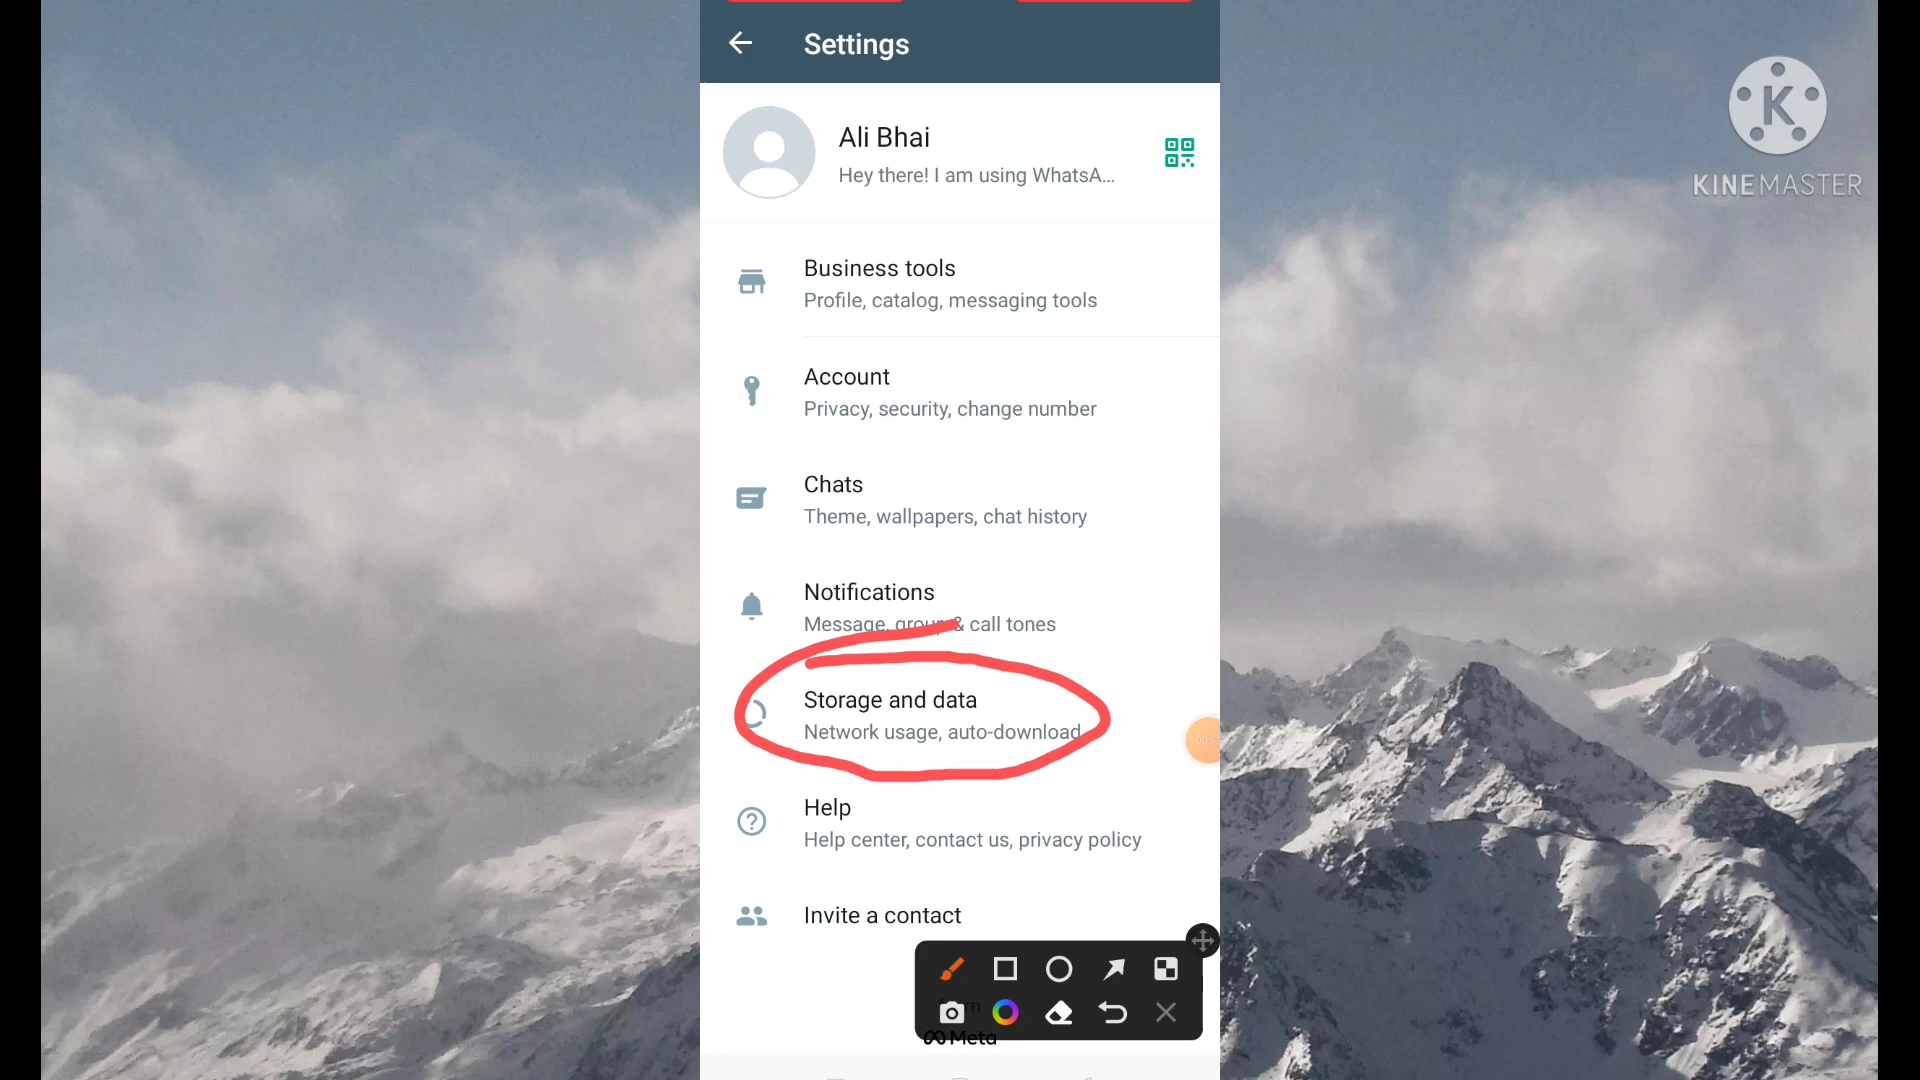 Settings
Ali Bhai
Hey there! I am using WhatsA...
KINEMASTER
Business tools
Profile, catalog, messaging tools
Account
Privacy, security, change number
Chats
Theme, wallpapers, chat history
Notifications
Message, group & call tones
Storage and data
Network usage, auto-download
Help
Help center, contact us, privacy policy
Invite a contact
Meta